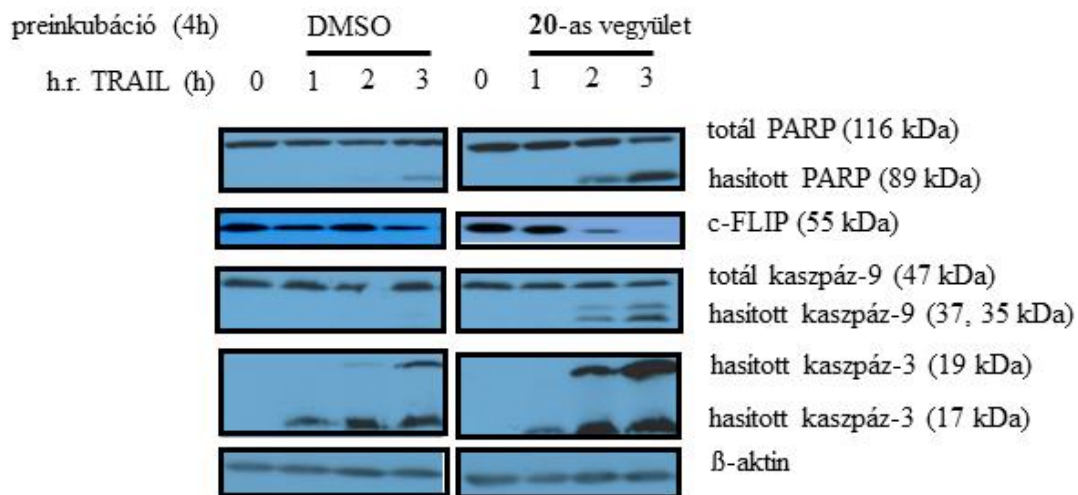 preinkubáció (4h) DMSO 20-as vegyület
h.r. TRAIL (h) 0 1 2 3 0 1 2 3
totál PARP (116 kDa)
hasított PARP (89 kDa)
c-FLIP (55 kDa)
totál kaszpáz-9 (47 kDa)
hasított kaszpáz-9 (37, 35 kDa)
hasított kaszpáz-3 (19 kDa)
hasított kaszpáz-3 (17 kDa)
ß-aktin